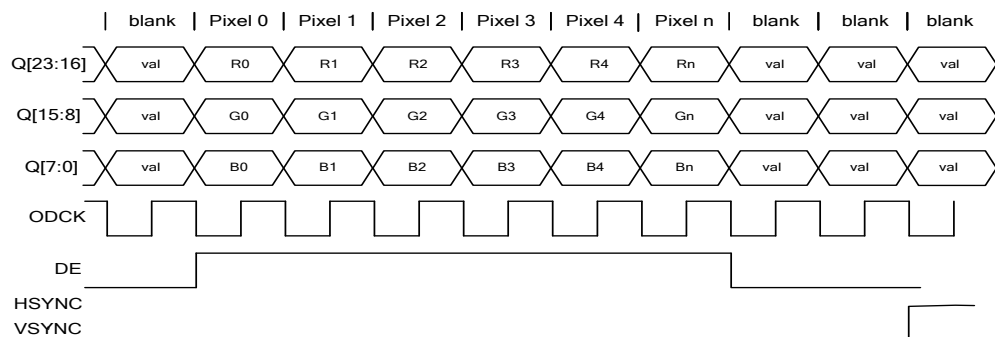 blank | Pixel 0 | Pixel 1 | Pixel 2 | Pixel 3 | Pixel 4 | Pixel n | blank | blank | blank
Q[23:16] val R0 R1 R2 R3 R4 Rn val val val
Q[15:8] val G0 G1 G2 G3 G4 Gn val val val
Q[7:0] val B0 B1 B2 B3 B4 Bn val val val
ODCK
DE
HSYNC
VSYNC